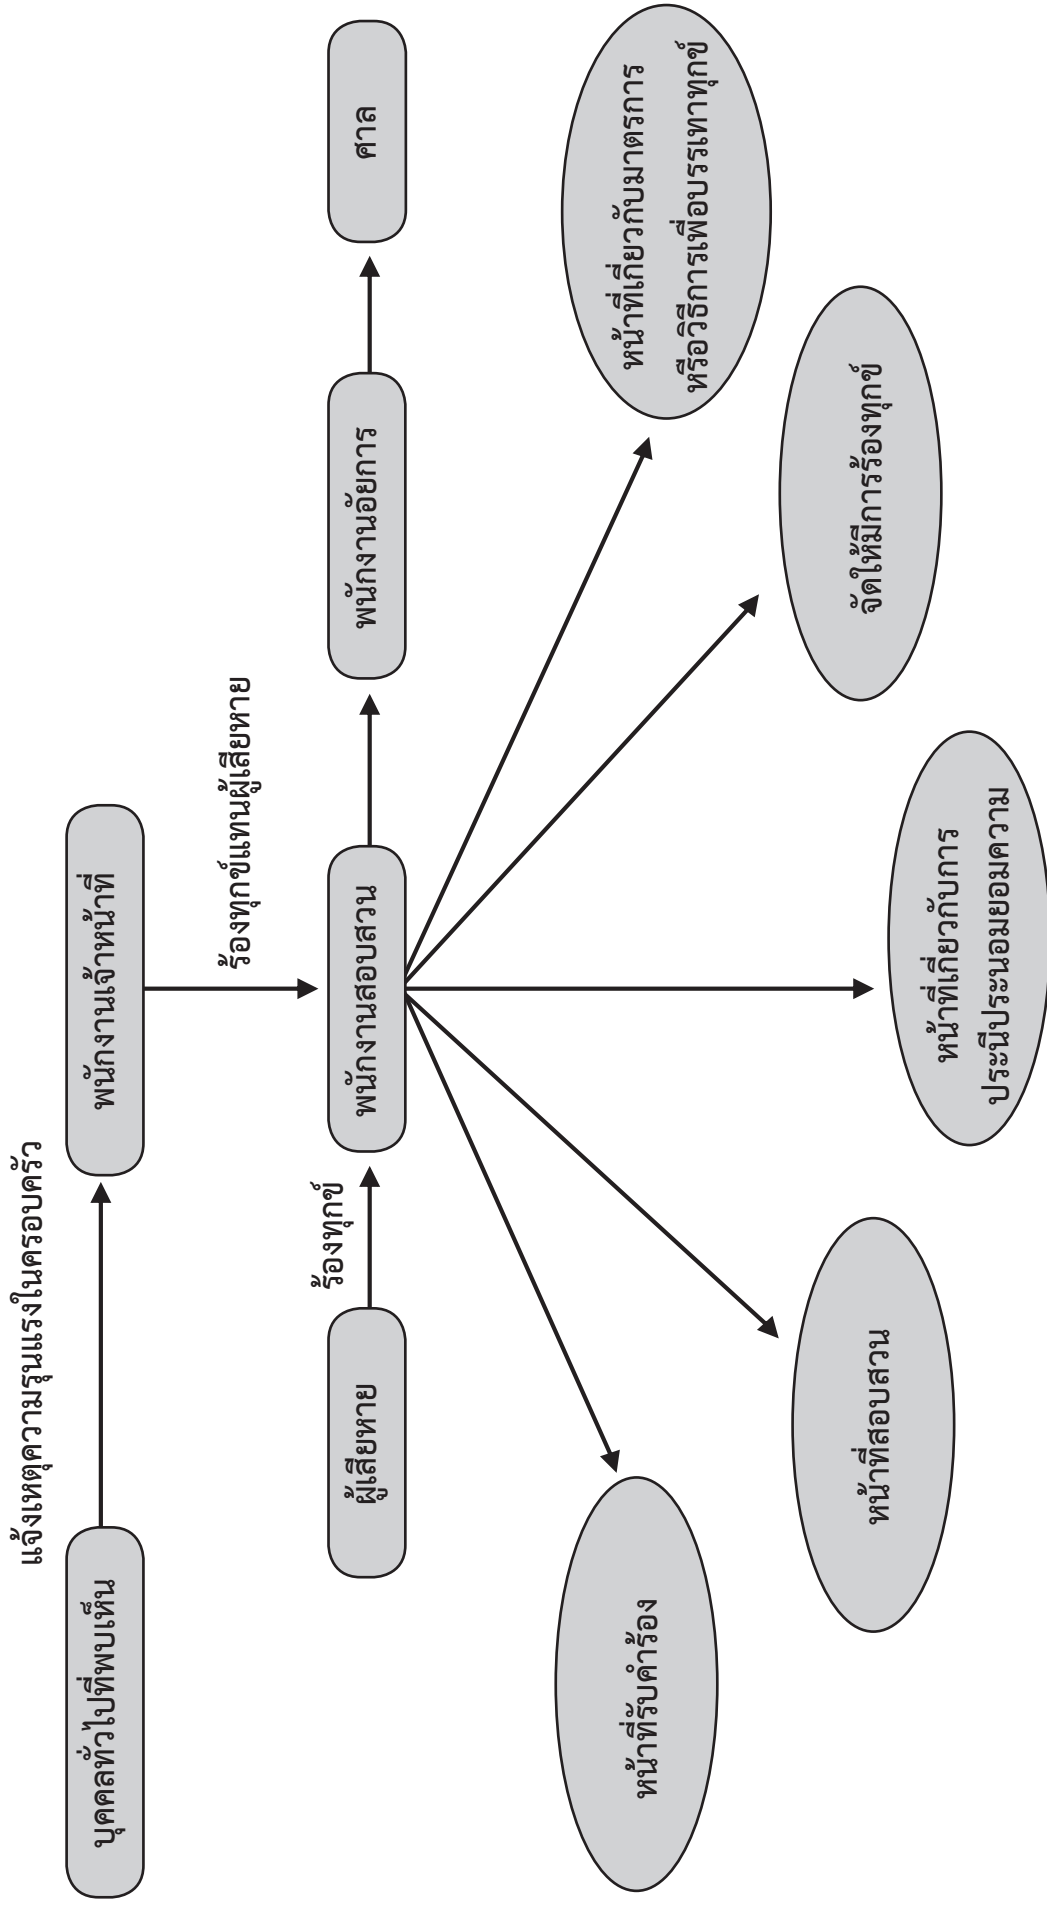 แจ้งเหตุความรุนแรงในครอบครัว
บุคคลทั่วไปที่พบเห็น
พนักงานเจ้าหน้าที่
ร้องทุกข์แทนผู้เสียหาย
ผู้เสียหาย
ร้องทุกข์
พนักงานสอบสวน
พนักงานอัยการ
ศาล
หน้าที่รับคำร้อง
หน้าที่สอบสวน
หน้าที่เกี่ยวกับการ
ประนีประนอมยอมความ
จัดให้มีการร้องทุกข์
หน้าที่เกี่ยวกับมาตรการ
หรือวิธีการเพื่อบรรเทาทุกข์